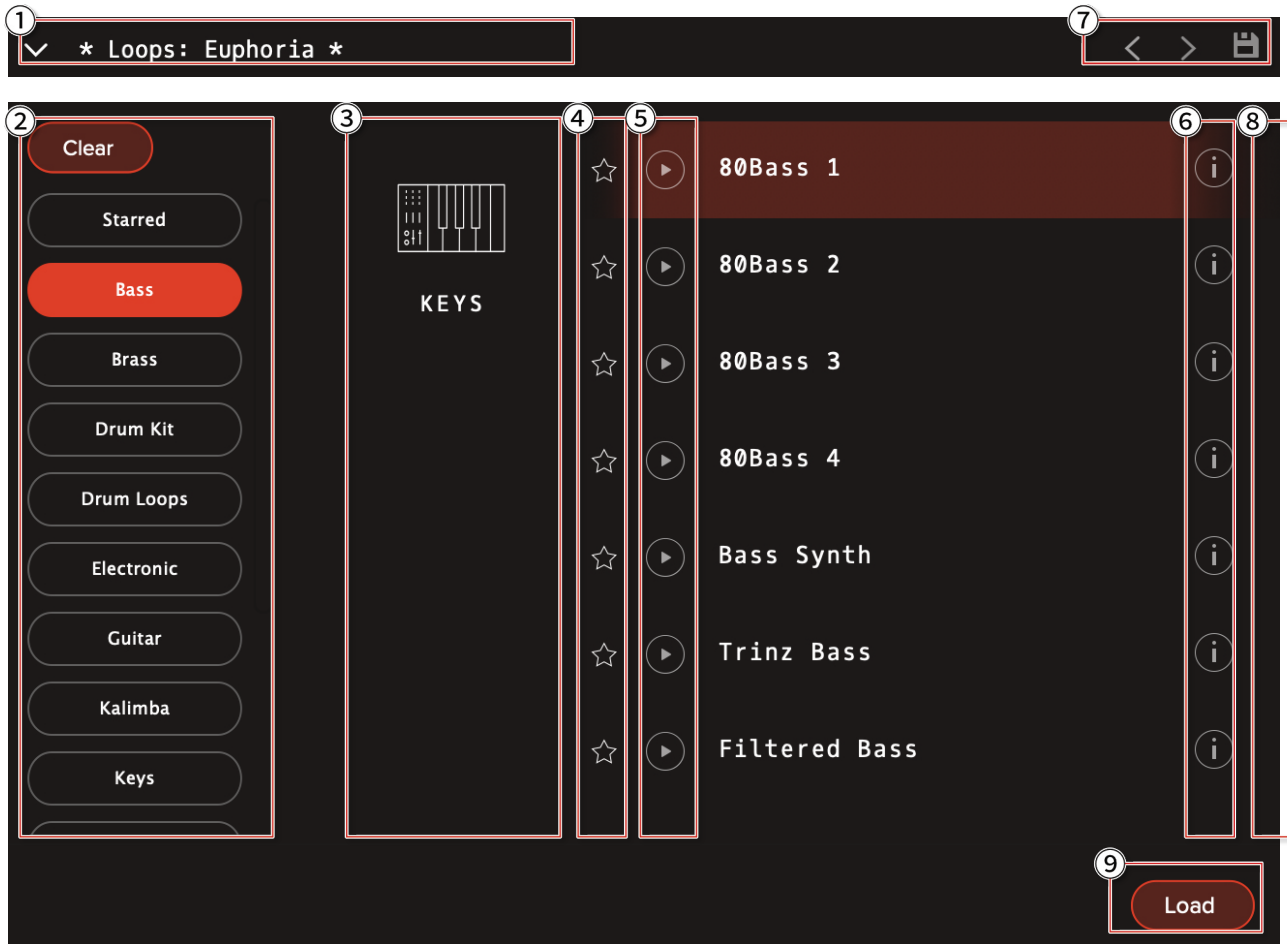 1
* Loops: Euphoria *
7
2
Clear
Starred
Bass
Brass
Drum Kit
Drum Loops
Electronic
Guitar
Kalimba
Keys
3
KEYS
4
5
6
8
80Bass 1
i
80Bass 2
i
80Bass 3
i
80Bass 4
i
Bass Synth
i
Trinz Bass
i
Filtered Bass
i
9
Load